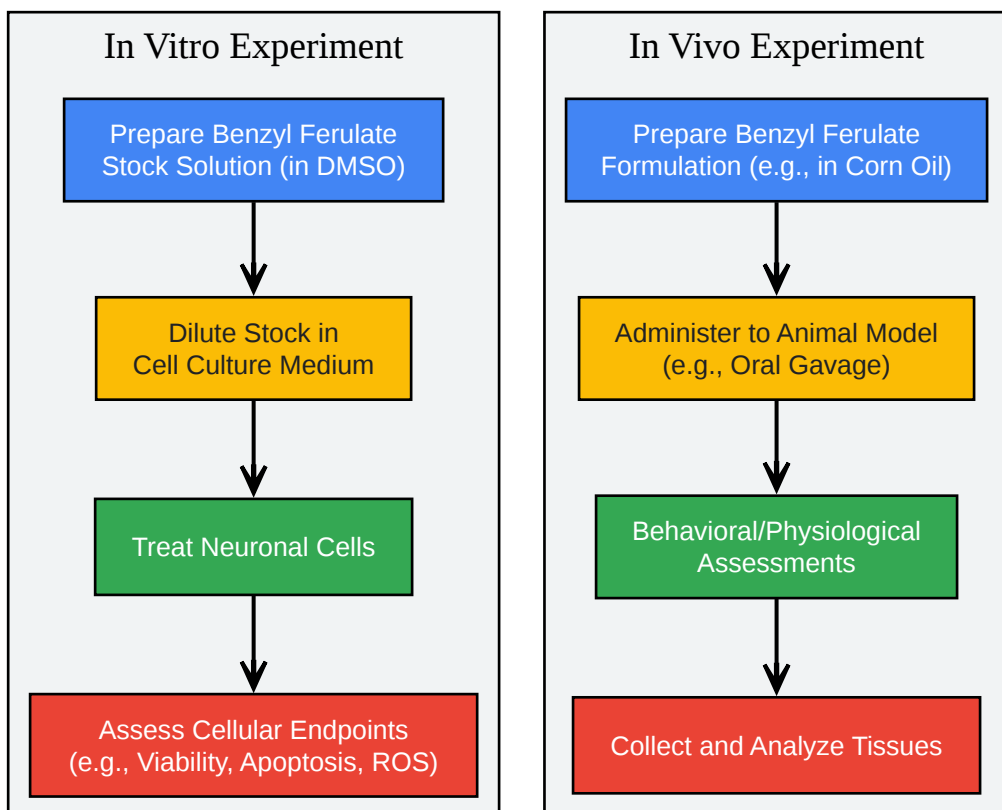 In Vitro Experiment
Prepare Benzyl Ferulate
Stock Solution (in DMSO)
Dilute Stock in
Cell Culture Medium
Treat Neuronal Cells
Assess Cellular Endpoints
(e.g., Viability, Apoptosis, ROS)
In Vivo Experiment
Prepare Benzyl Ferulate
Formulation (e.g., in Corn Oil)
Administer to Animal Model
(e.g., Oral Gavage)
Behavioral/Physiological
Assessments
Collect and Analyze Tissues